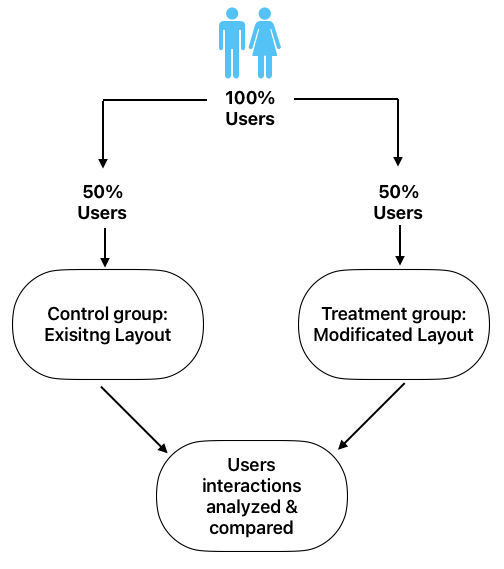 100%
Users
50%
Users
50%
Users
Control group:
Exisitng Layout
Treatment group:
Modificated Layout
Users
interactions
analyzed &
compared